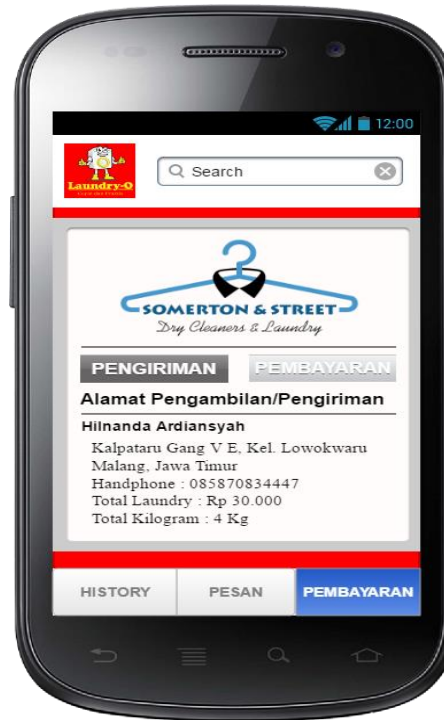 12:00
Laundry-Q
Search
SOMERTON & STREET
Dry Cleaners & Laundry
PENGIRIMAN
PEMBAYARAN
Alamat Pengambilan/Pengiriman
Hilnanda Ardiansyah
Kalpataru Gang V E, Kel. Lowokwaru
Malang, Jawa Timur
Handphone : 085870834447
Total Laundry : Rp 30.000
Total Kilogram : 4 Kg
HISTORY
PESAN
PEMBAYARAN